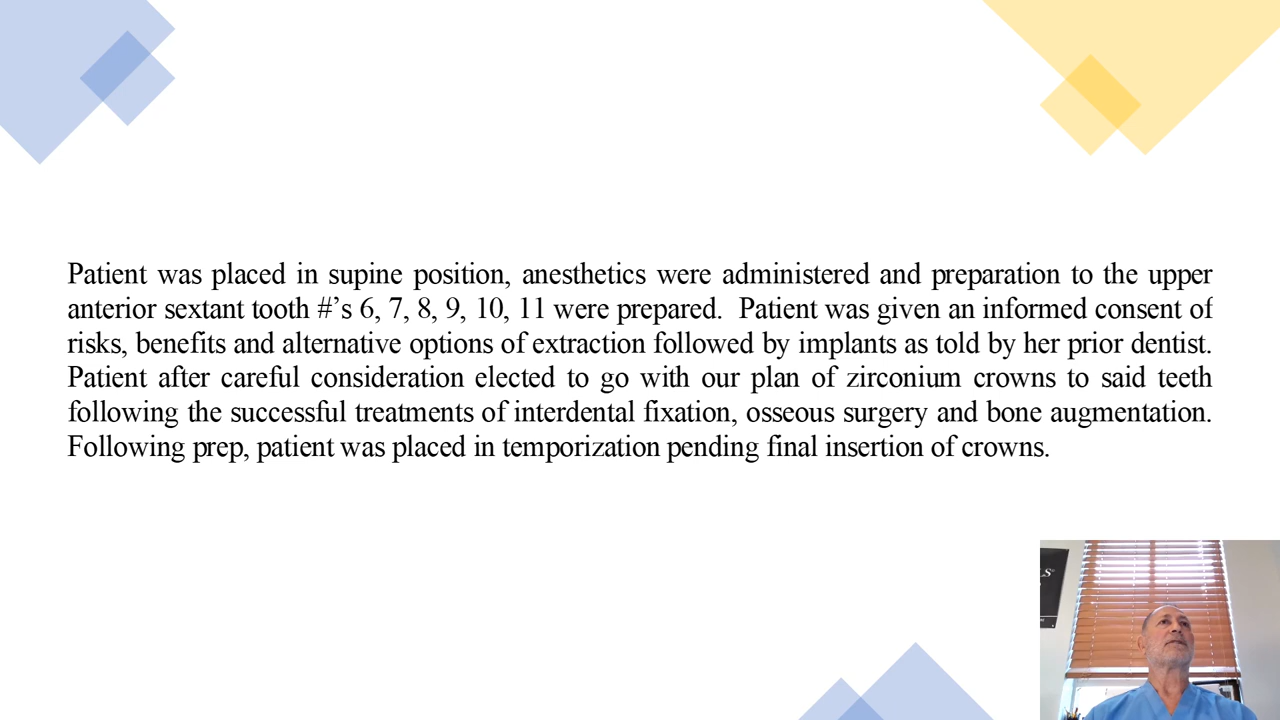 Patient was placed in supine position, anesthetics were administered and preparation to the upper
anterior sextant tooth #’s 6, 7, 8, 9, 10, 11 were prepared.  Patient was given an informed consent of
risks, benefits and alternative options of extraction followed by implants as told by her prior dentist.
Patient after careful consideration elected to go with our plan of zirconium crowns to said teeth
following the successful treatments of interdental fixation, osseous surgery and bone augmentation.
Following prep, patient was placed in temporization pending final insertion of crowns.